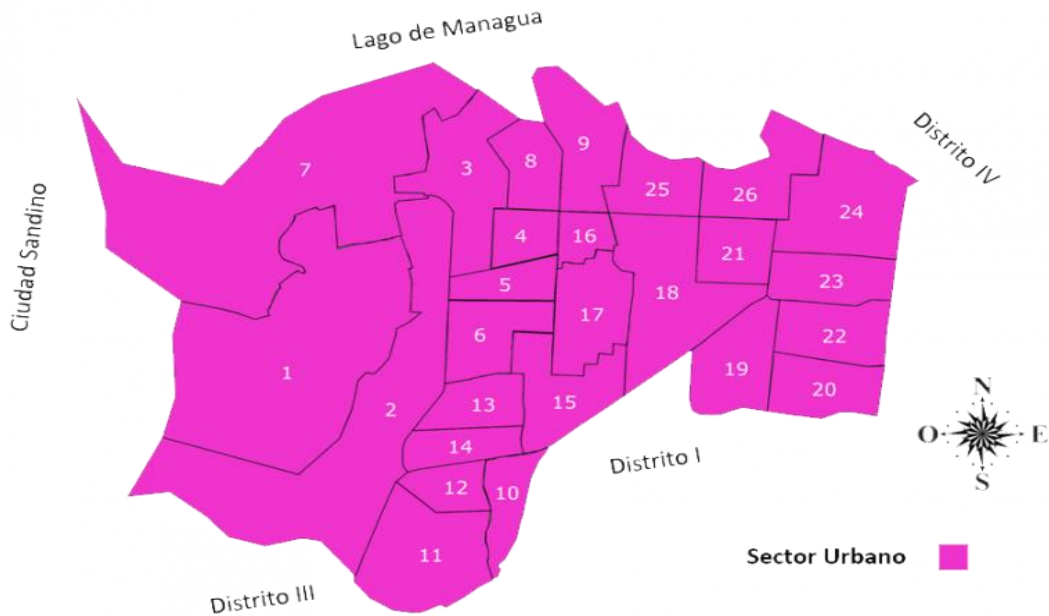 Lago de Managua
Distrito IV
Ciudad Sandino
7
3
8
9
25
26
24
4
16
21
5
18
23
17
6
22
1
19
20
2
13
15
14
12
10
11
N
O
E
S
Distrito I
Sector Urbano
Distrito III